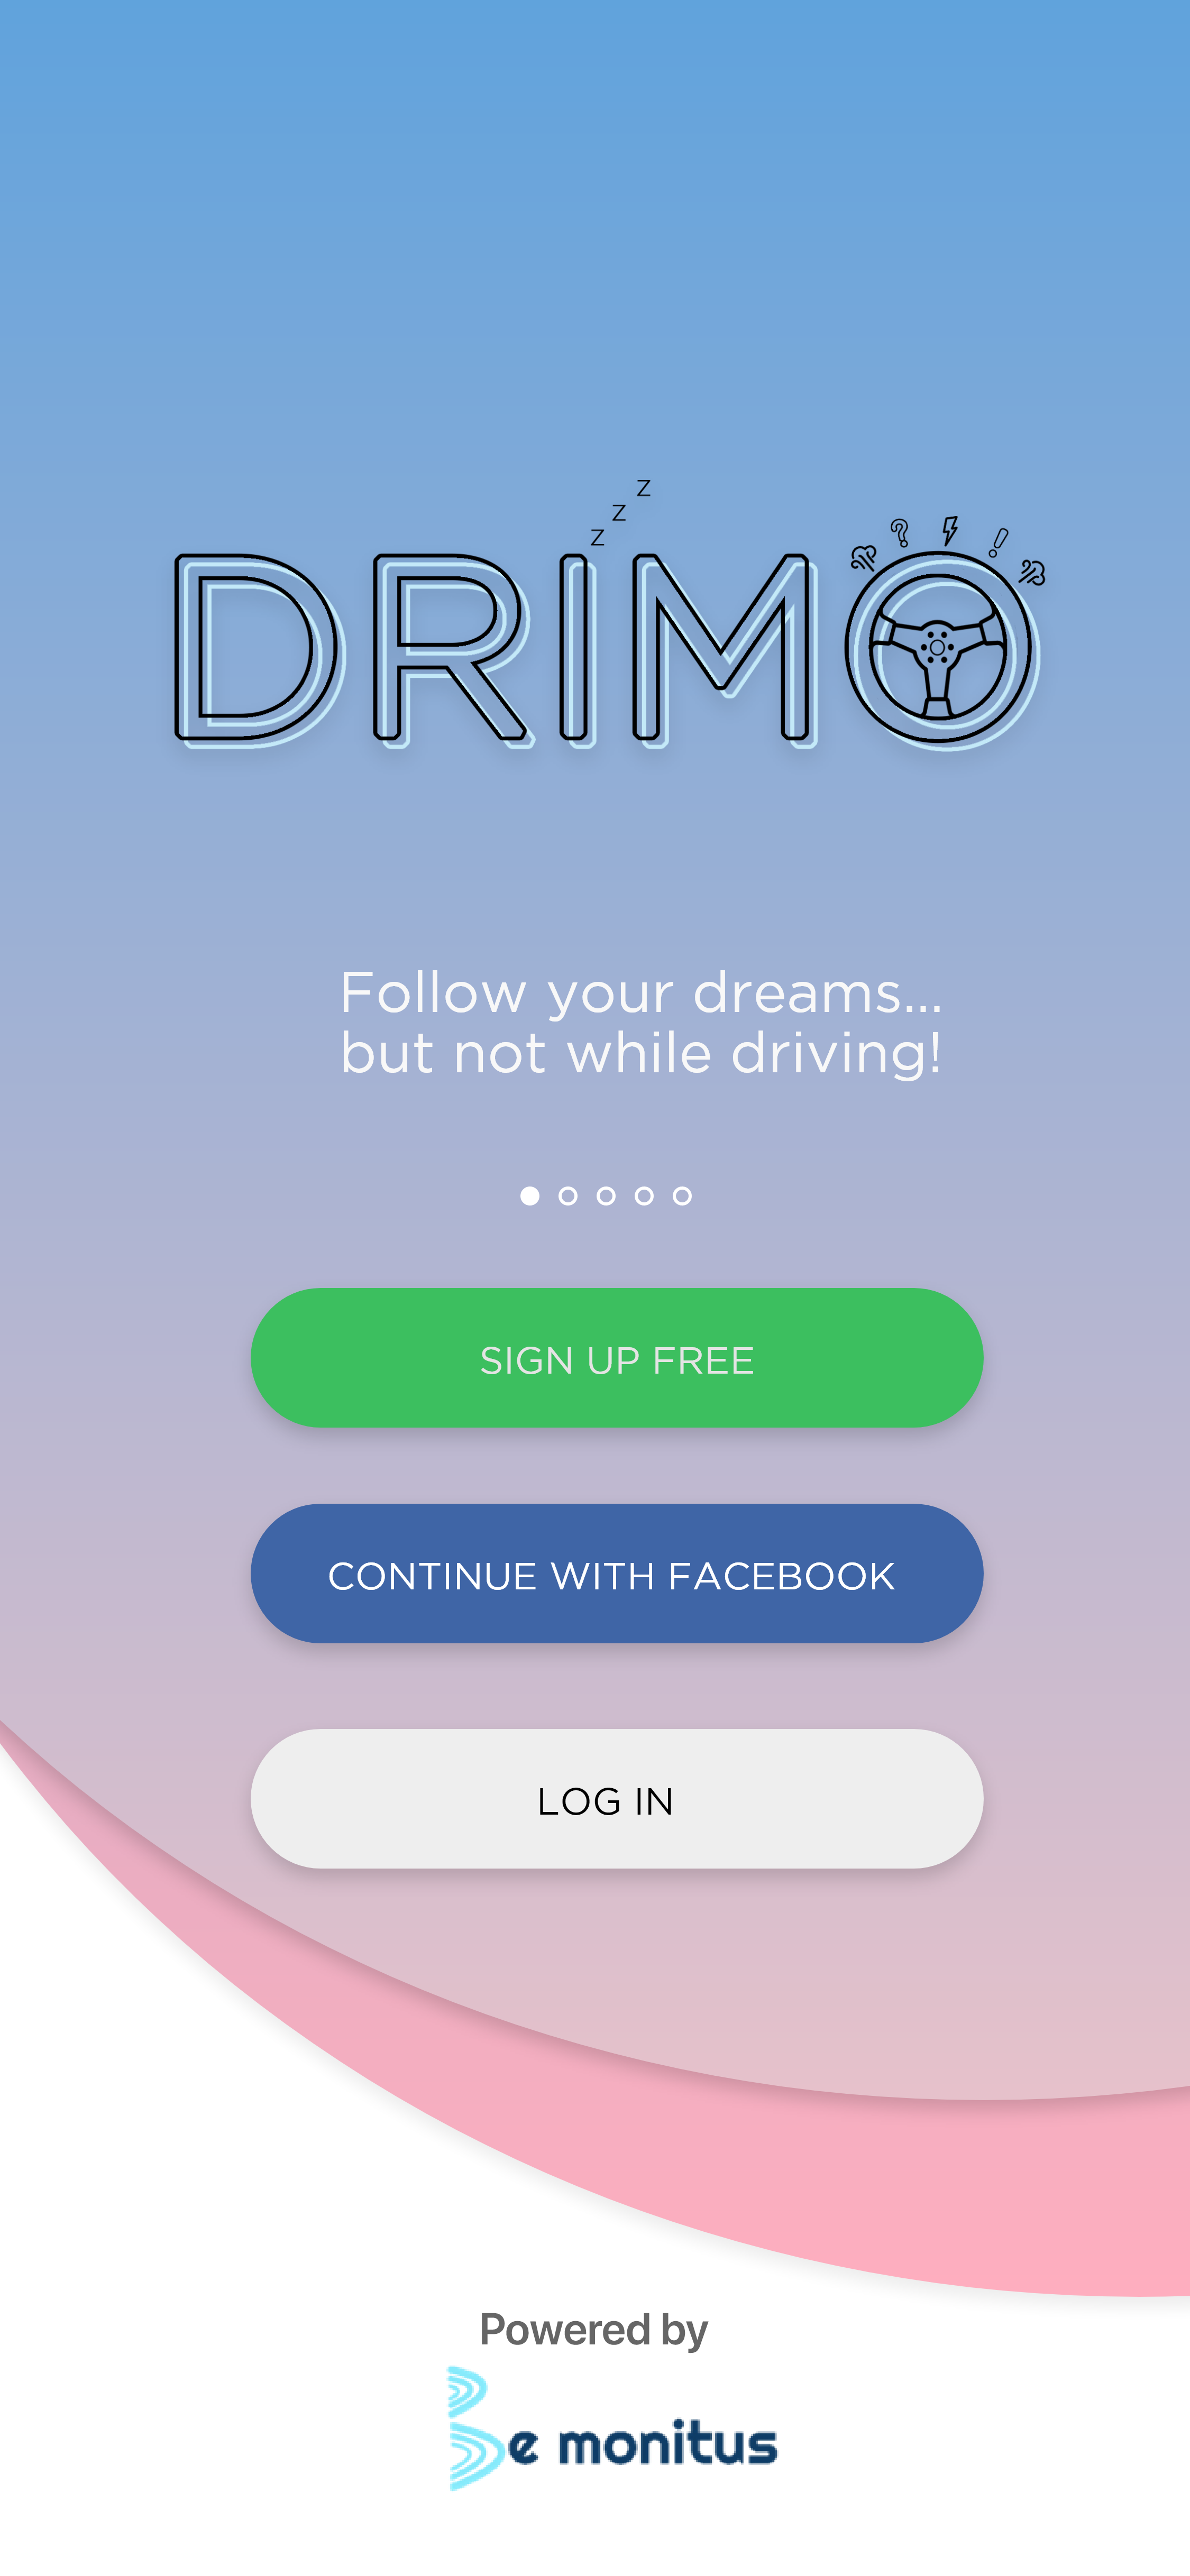 z
z
z
DRIMO
Follow your dreams...
but not while driving!
SIGN UP FREE
CONTINUE WITH FACEBOOK
LOG IN
Powered by
Be monitus